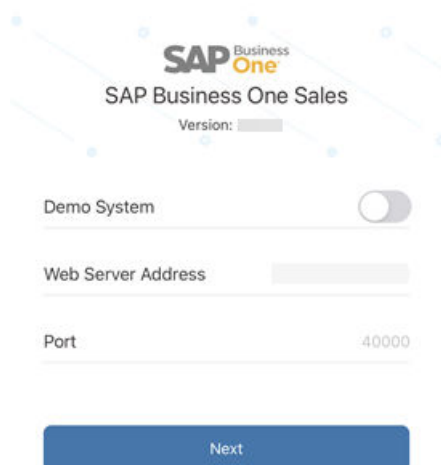 SAP Business One
SAP Business One Sales
Version:
Demo System
Web Server Address
Port 40000
Next